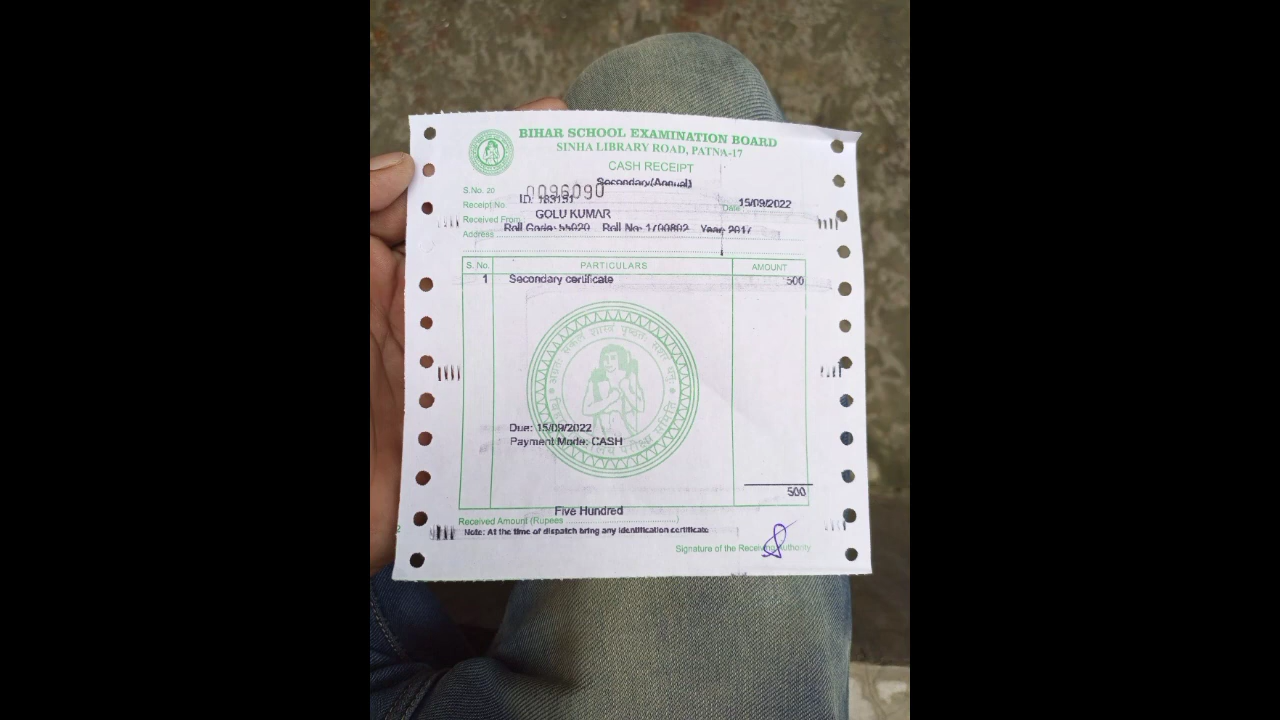 BIHAR SCHOOL EXAMINATION BOARD
SINHA LIBRARY ROAD, PATNA-17
CASH RECEIPT
Secondary(Annual)
S.No. 20 0096090
Receipt No. ID: 183151 Date 15/09/2022
Received From GOLU KUMAR
Address Roll Code: 55020 Roll No: 1700802 Year: 2017
S. No. PARTICULARS AMOUNT
1 Secondary certificate 500
Due: 15/09/2022
Payment Mode: CASH
500
Five Hundred
Received Amount (Rupees )
Note: At the time of dispatch bring any identification certificate
Signature of the Receiving Authority